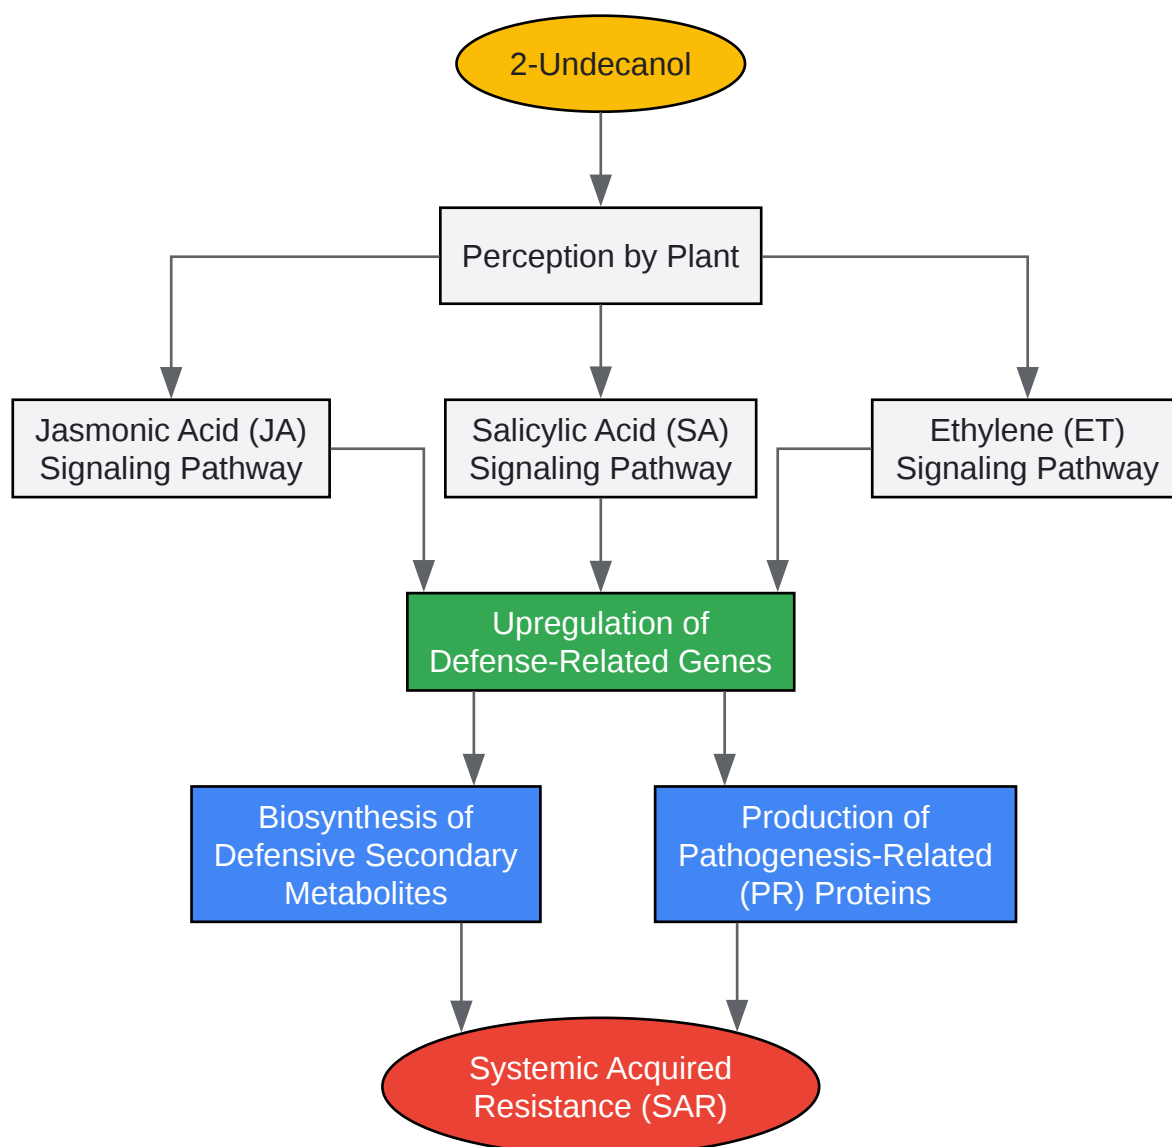 2-Undecanol
Perception by Plant
Jasmonic Acid (JA)
Signaling Pathway
Salicylic Acid (SA)
Signaling Pathway
Ethylene (ET)
Signaling Pathway
Upregulation of
Defense-Related Genes
Biosynthesis of
Defensive Secondary
Metabolites
Production of
Pathogenesis-Related
(PR) Proteins
Systemic Acquired
Resistance (SAR)